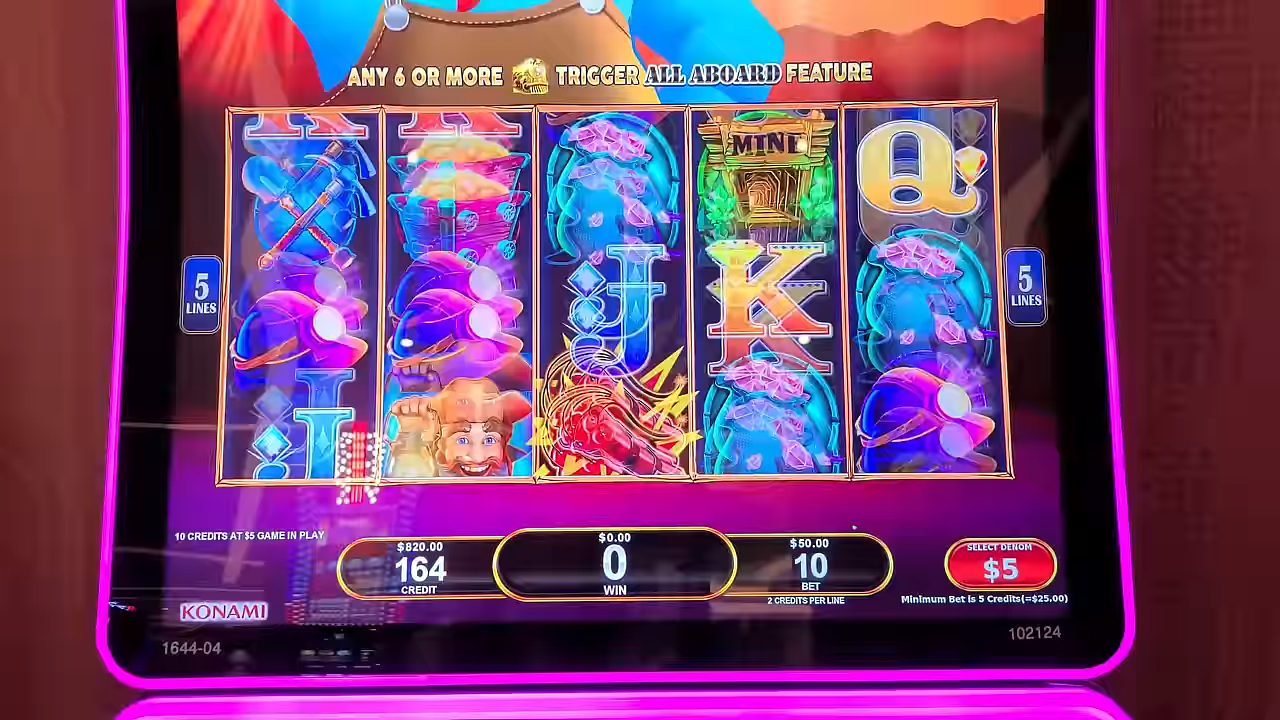 ANY 6 OR MORE TRIGGER ALL ABOARD FEATURE
MINE
Q
5
LINES
J
K
5
LINES
10 CREDITS AT $5 GAME IN PLAY
$820.00
164
CREDIT
$0.00
0
WIN
$50.00
10
BET
2 CREDITS PER LINE
SELECT DENOM
$5
Minimum Bet is 5 Credits(=$25.00)
KONAMI
1644-04
102124